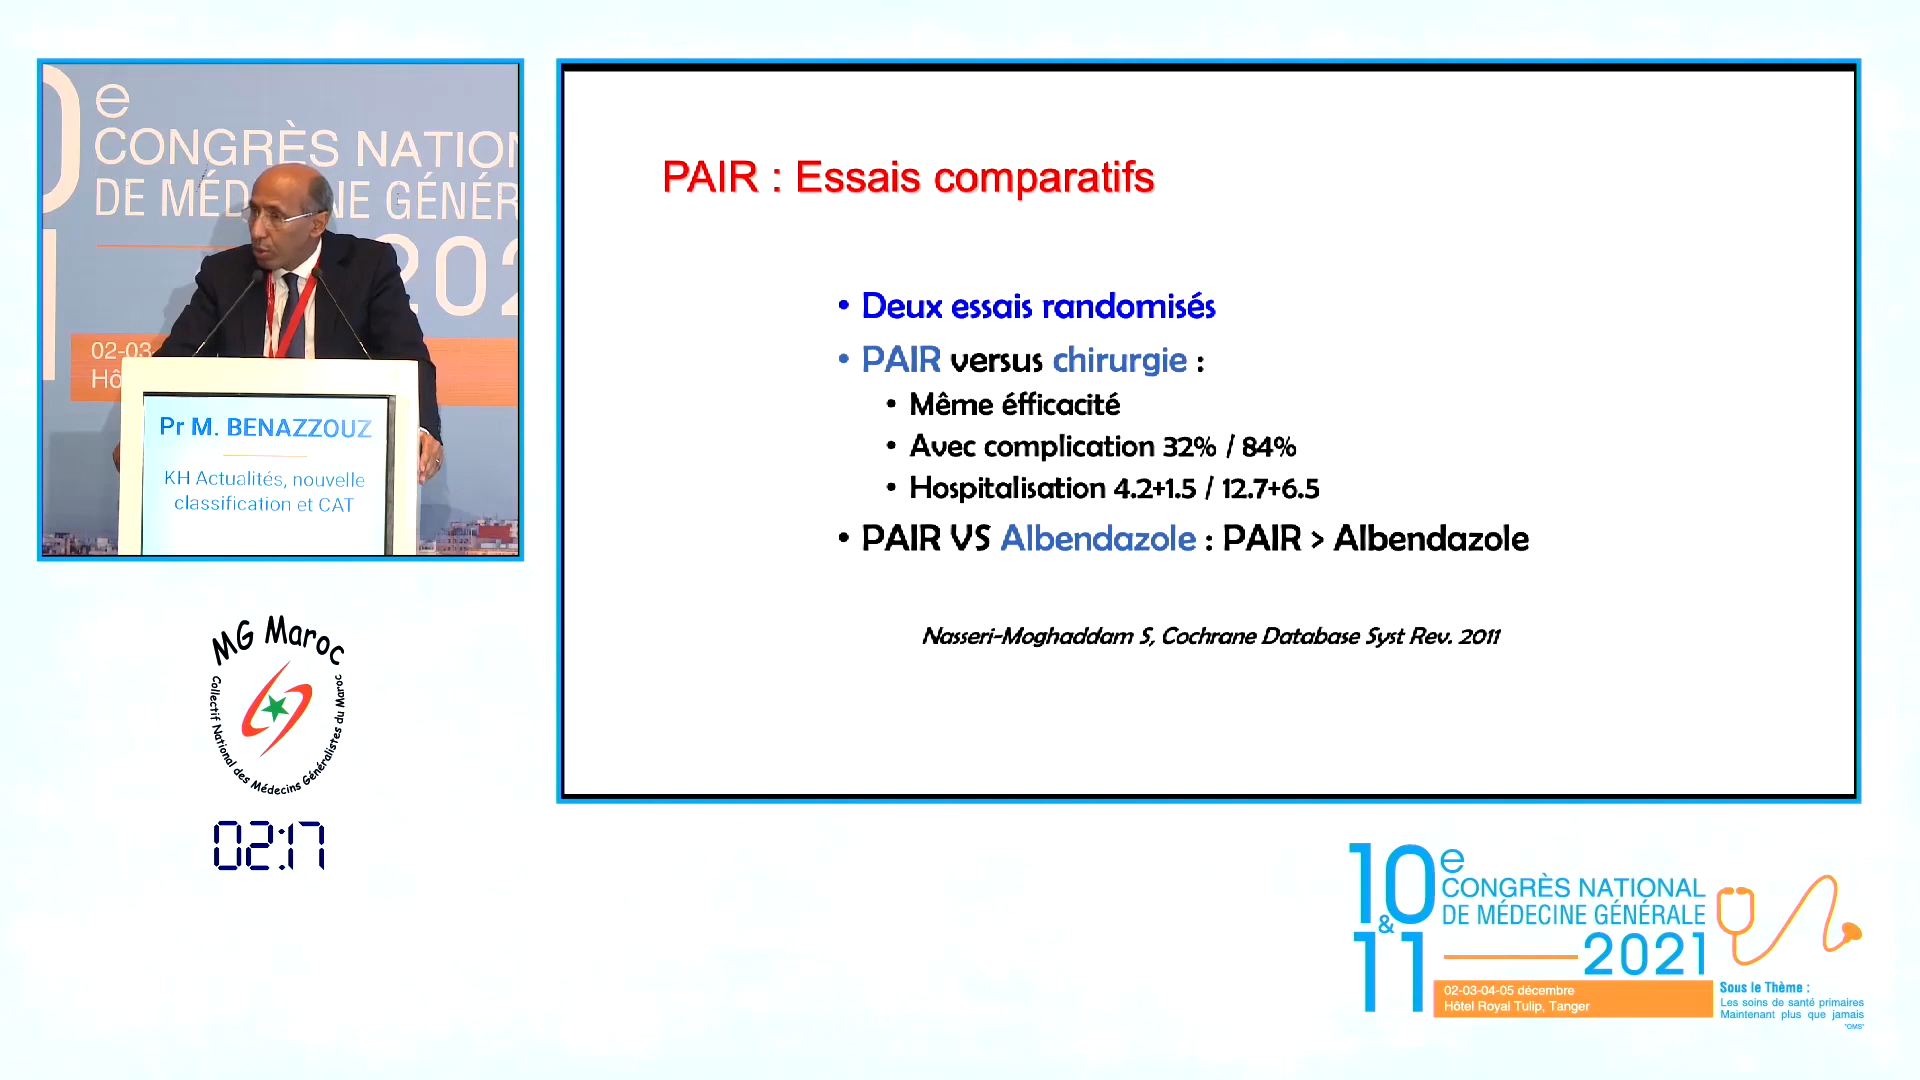 e
CONGRÈS NATION
DE MÉD
NE GÉNÉR
202
02-03
Hô
Pr M. BENAZZOUZ
KH Actualités, nouvelle
classification et CAT
PAIR : Essais comparatifs
• Deux essais randomisés
• PAIR versus chirurgie :
• Même éfficacité
• Avec complication 32% / 84%
• Hospitalisation 4.2+1.5 / 12.7+6.5
• PAIR VS Albendazole : PAIR > Albendazole
Nasseri-Moghaddam S, Cochrane Database Syst Rev. 2011
MG Maroc
Collectif National des Médecins Généralistes du Maroc
02:17
10e
&
11
CONGRÈS NATIONAL
DE MÉDECINE GÉNÉRALE
2021
02-03-04-05 décembre
Hôtel Royal Tulip, Tanger
Sous le Thème :
Les soins de santé primaires
Maintenant plus que jamais
"OMS"